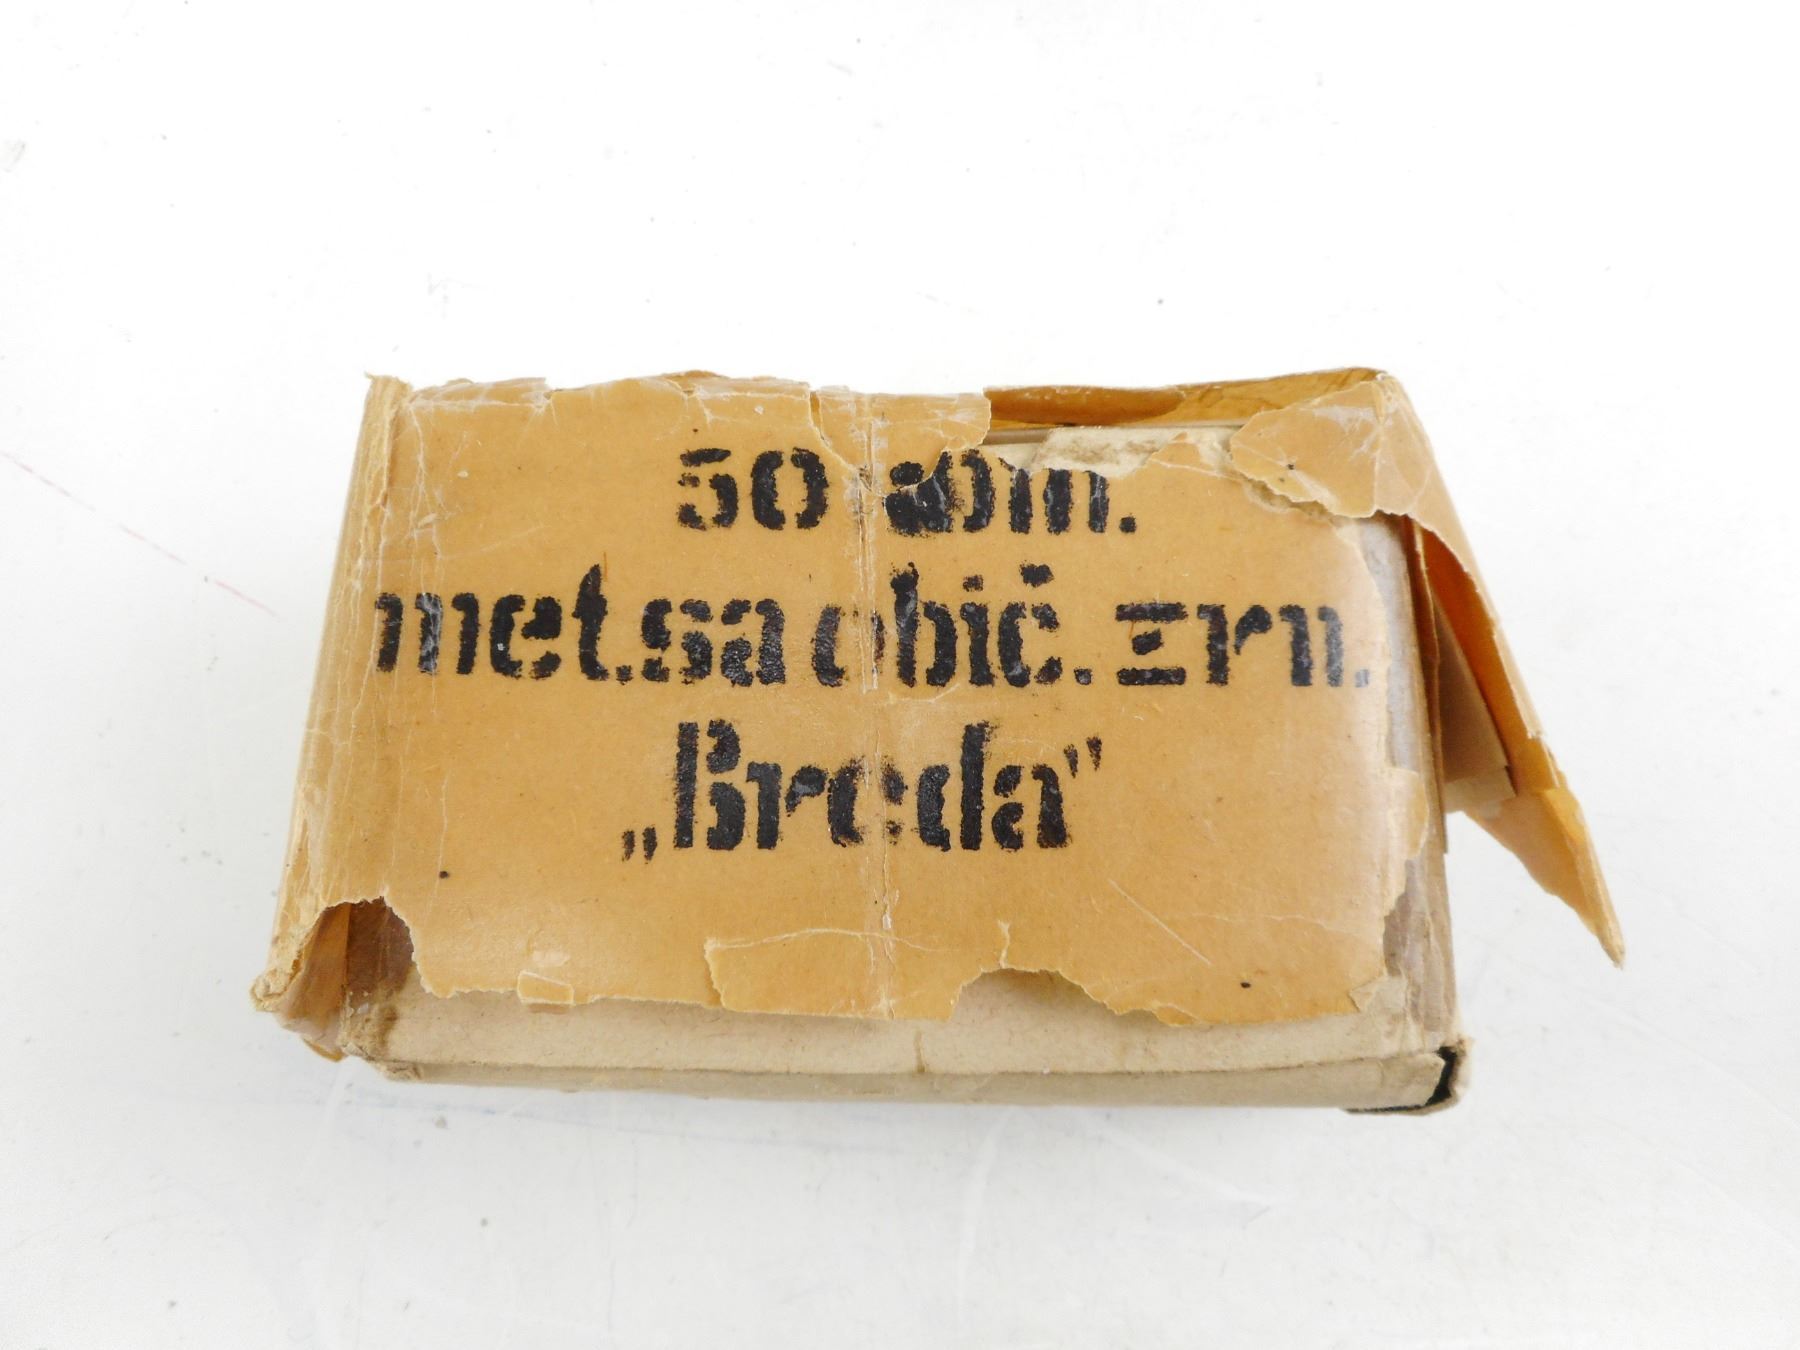 50 kom.
met.sa obič. zrn.
„Breda”